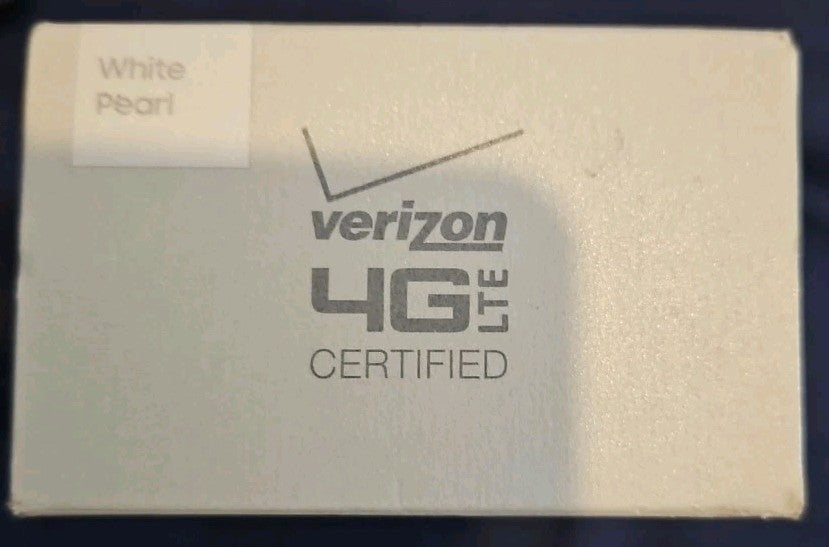 White
Pearl
verizon
4G LTE
CERTIFIED